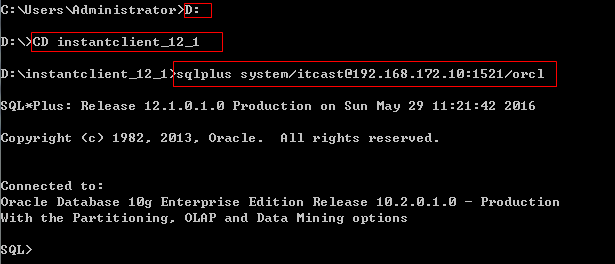 C:\Users\Administrator>D:
D:\>CD instantclient_12_1
D:\instantclient_12_1>sqlplus system/itcast@192.168.172.10:1521/orcl
SQL*Plus: Release 12.1.0.1.0 Production on Sun May 29 11:21:42 2016
Copyright (c) 1982, 2013, Oracle.  All rights reserved.
Connected to:
Oracle Database 10g Enterprise Edition Release 10.2.0.1.0 - Production
With the Partitioning, OLAP and Data Mining options
SQL>